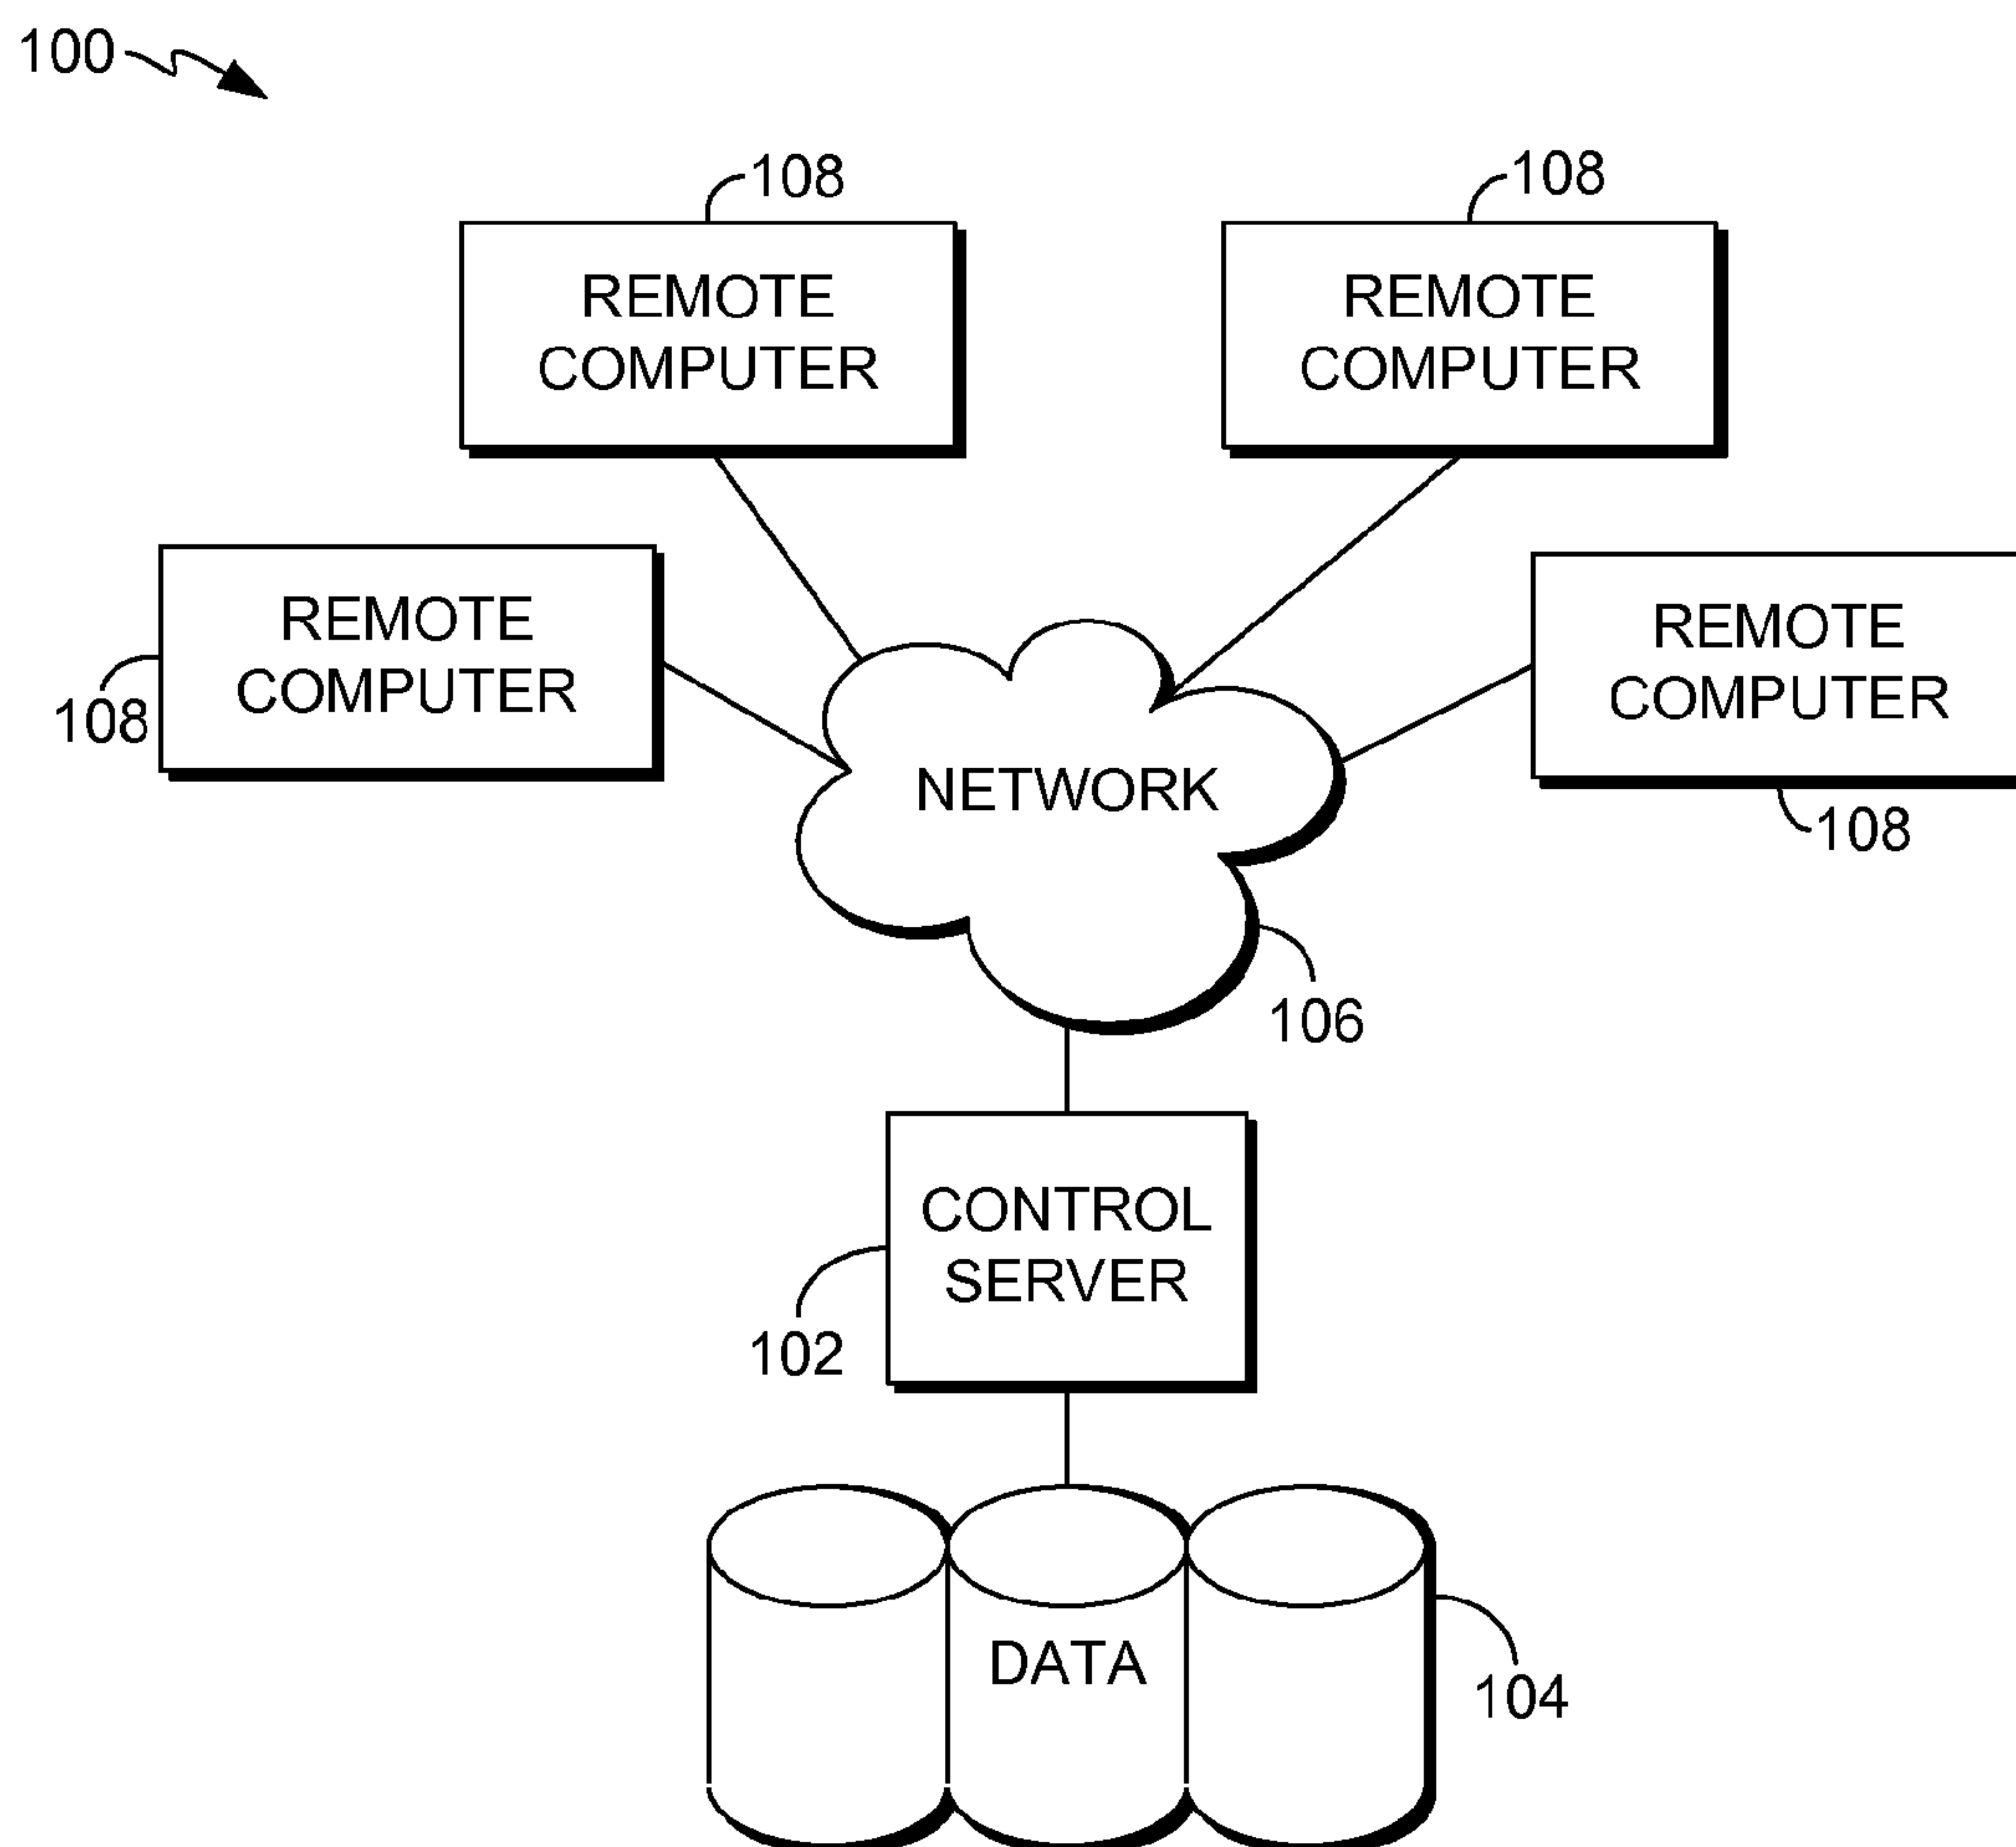 100
108
108
REMOTE
COMPUTER
REMOTE
COMPUTER
REMOTE
COMPUTER
108
REMOTE
COMPUTER
108
NETWORK
106
CONTROL
SERVER
102
DATA
104